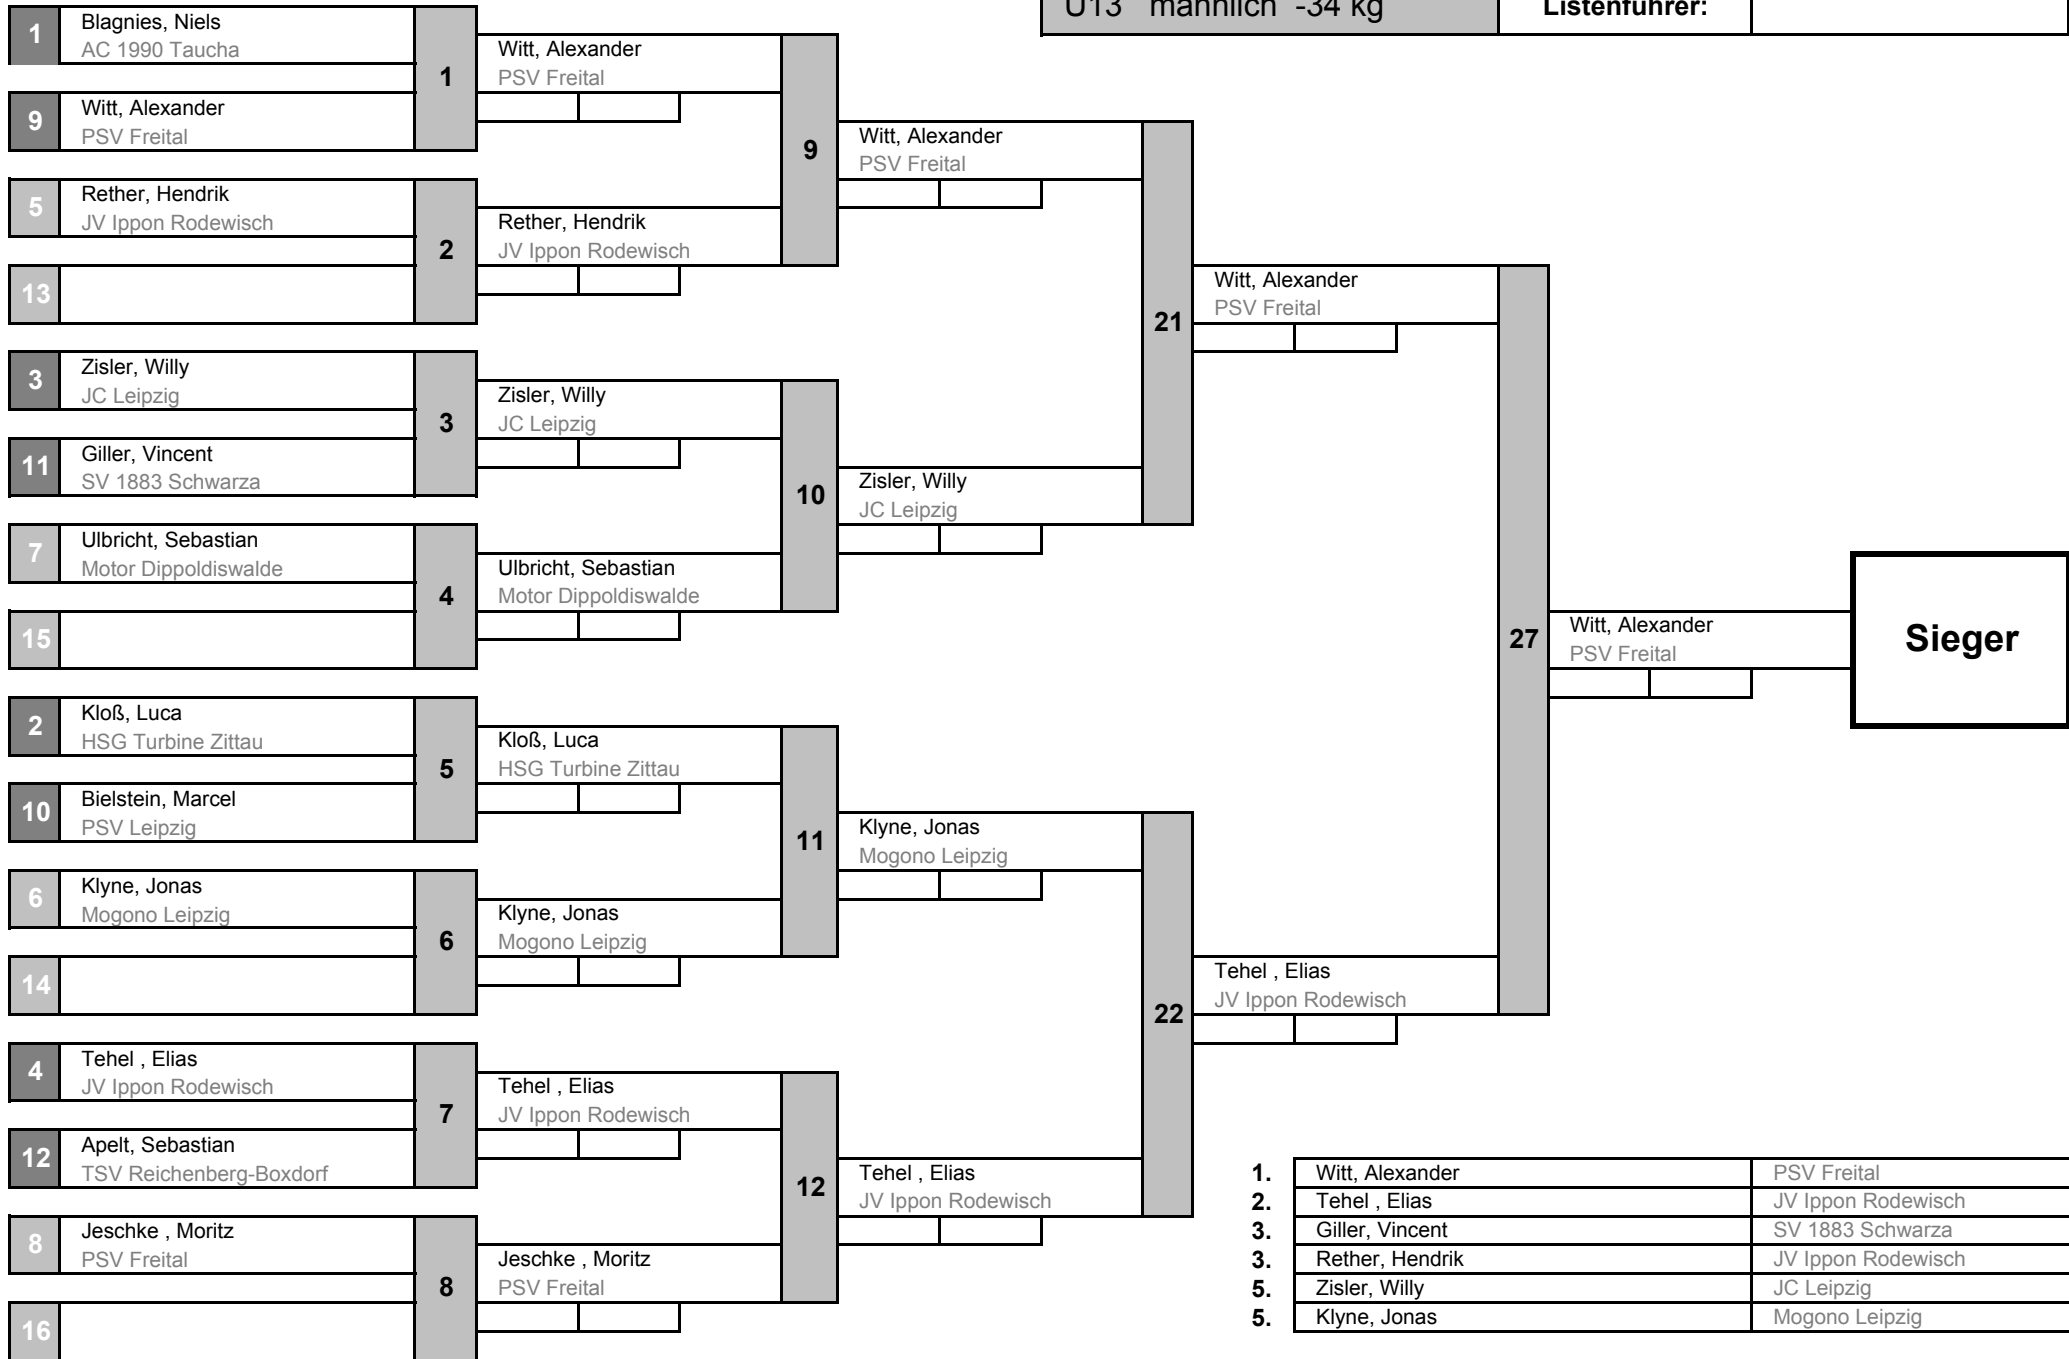 U13 männlich -34 kg
Listenführer:
1
Blagnies, Niels
AC 1990 Taucha
9
Witt, Alexander
PSV Freital
5
Rether, Hendrik
JV Ippon Rodewisch
13
3
Zisler, Willy
JC Leipzig
11
Giller, Vincent
SV 1883 Schwarza
7
Ulbricht, Sebastian
Motor Dippoldiswalde
15
2
Kloß, Luca
HSG Turbine Zittau
10
Bielstein, Marcel
PSV Leipzig
6
Klyne, Jonas
Mogono Leipzig
14
4
Tehel , Elias
JV Ippon Rodewisch
12
Apelt, Sebastian
TSV Reichenberg-Boxdorf
8
Jeschke , Moritz
PSV Freital
16
1
2
3
4
5
6
7
8
Witt, Alexander
PSV Freital
Rether, Hendrik
JV Ippon Rodewisch
Zisler, Willy
JC Leipzig
Ulbricht, Sebastian
Motor Dippoldiswalde
Kloß, Luca
HSG Turbine Zittau
Klyne, Jonas
Mogono Leipzig
Tehel , Elias
JV Ippon Rodewisch
Jeschke , Moritz
PSV Freital
9
10
11
12
Witt, Alexander
PSV Freital
Zisler, Willy
JC Leipzig
Klyne, Jonas
Mogono Leipzig
Tehel , Elias
JV Ippon Rodewisch
21
22
Witt, Alexander
PSV Freital
Tehel , Elias
JV Ippon Rodewisch
27
Witt, Alexander
PSV Freital
Sieger
1. Witt, Alexander PSV Freital
2. Tehel , Elias JV Ippon Rodewisch
3. Giller, Vincent SV 1883 Schwarza
3. Rether, Hendrik JV Ippon Rodewisch
5. Zisler, Willy JC Leipzig
5. Klyne, Jonas Mogono Leipzig